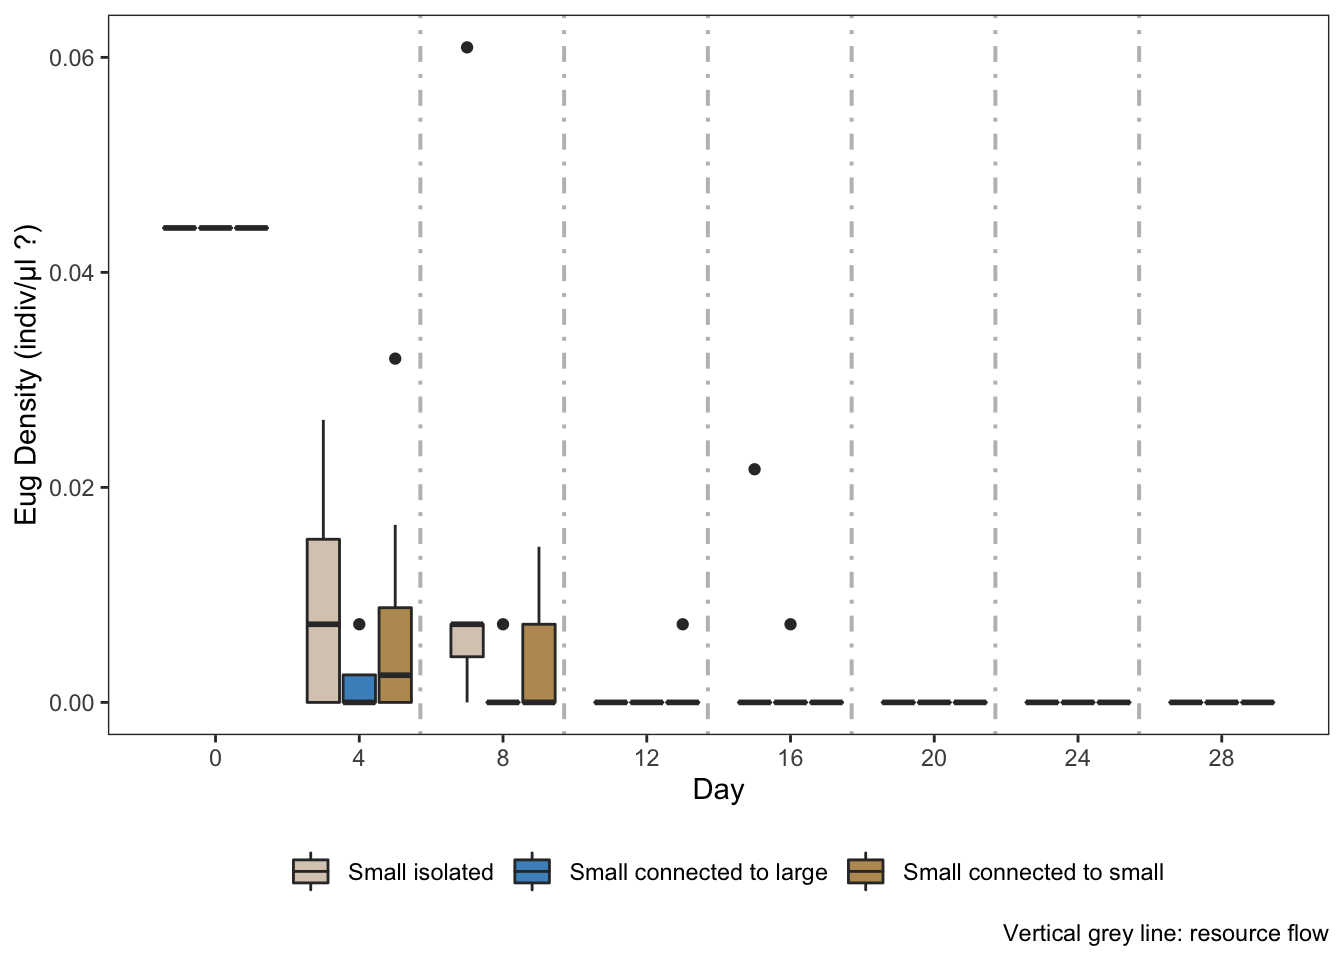 Eug Density (indiv/μl ?)
0.06
0.04
0.02
0.00
0 4 8 12 16 20 24 28
Day
Small isolated Small connected to large Small connected to small
Vertical grey line: resource flow